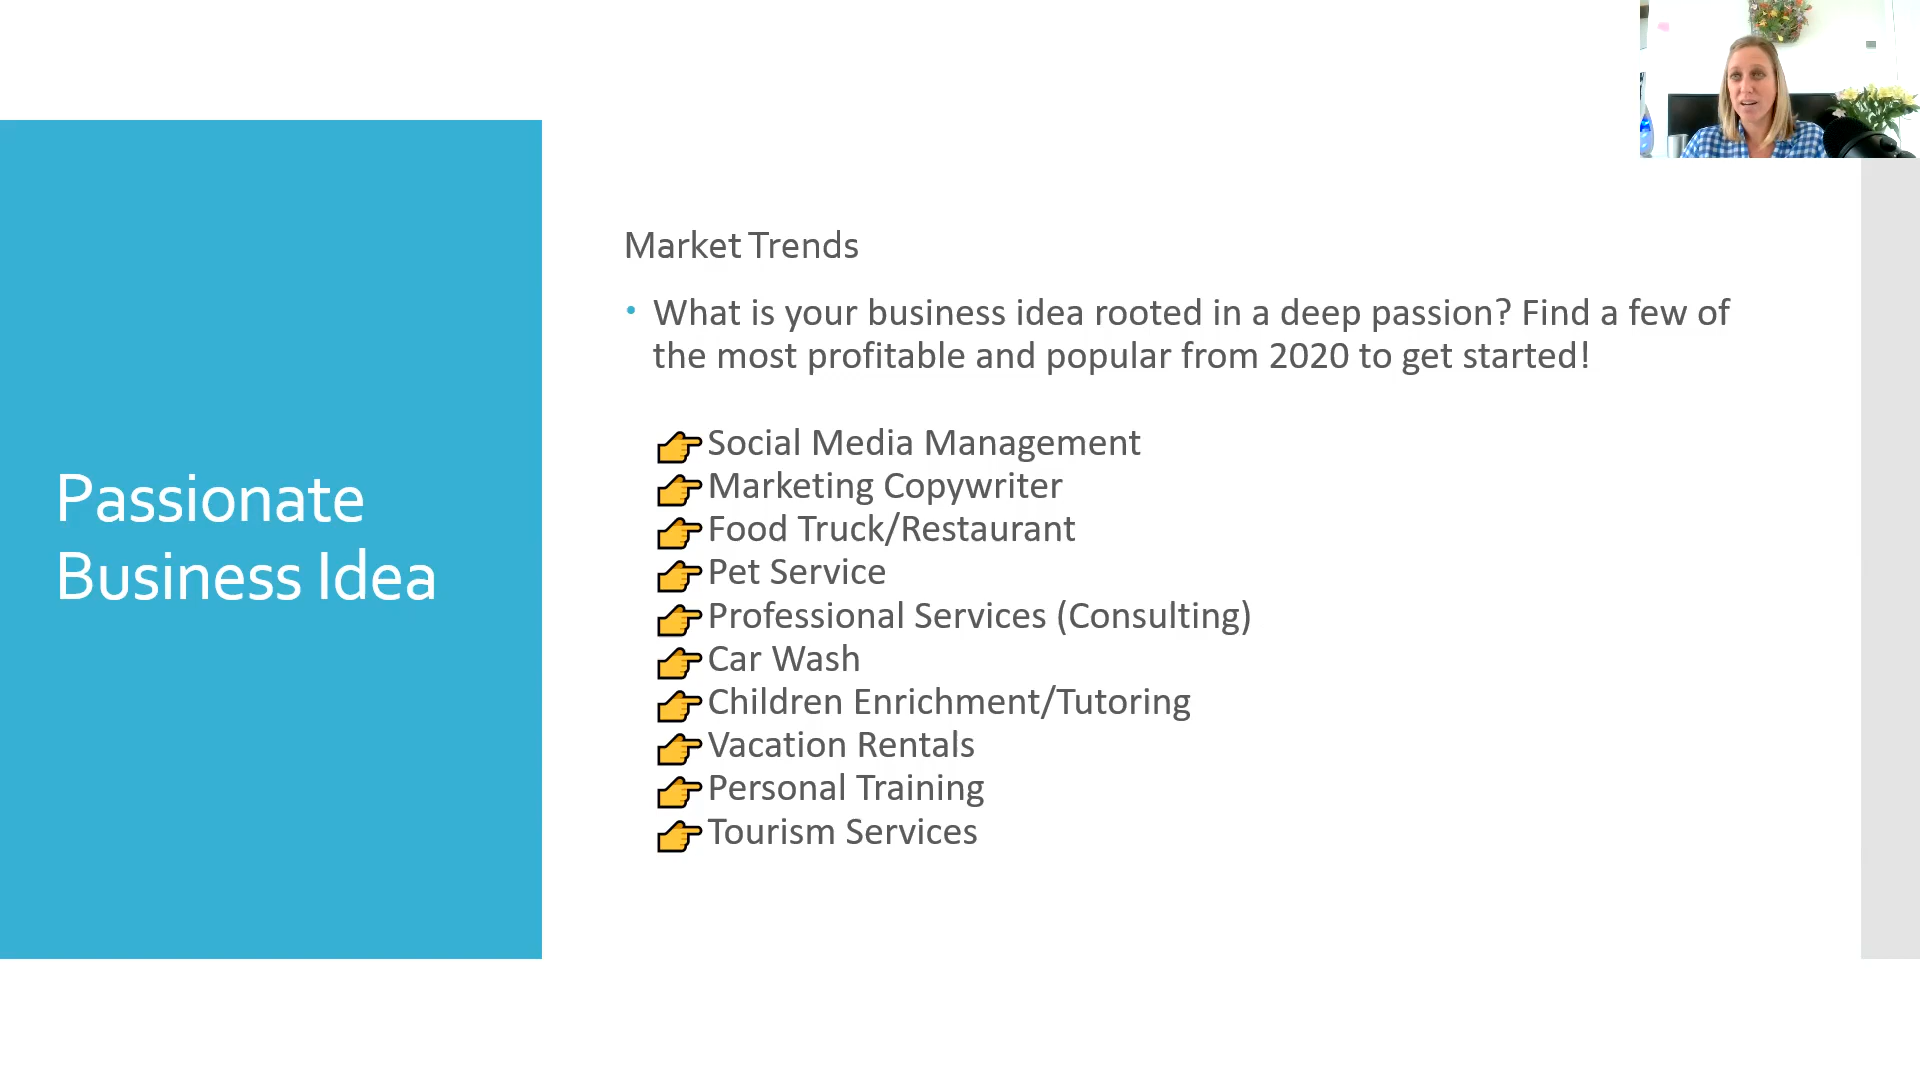 Passionate
Business Idea
Market Trends
• What is your business idea rooted in a deep passion? Find a few of
the most profitable and popular from 2020 to get started!
👉Social Media Management
👉Marketing Copywriter
👉Food Truck/Restaurant
👉Pet Service
👉Professional Services (Consulting)
👉Car Wash
👉Children Enrichment/Tutoring
👉Vacation Rentals
👉Personal Training
👉Tourism Services